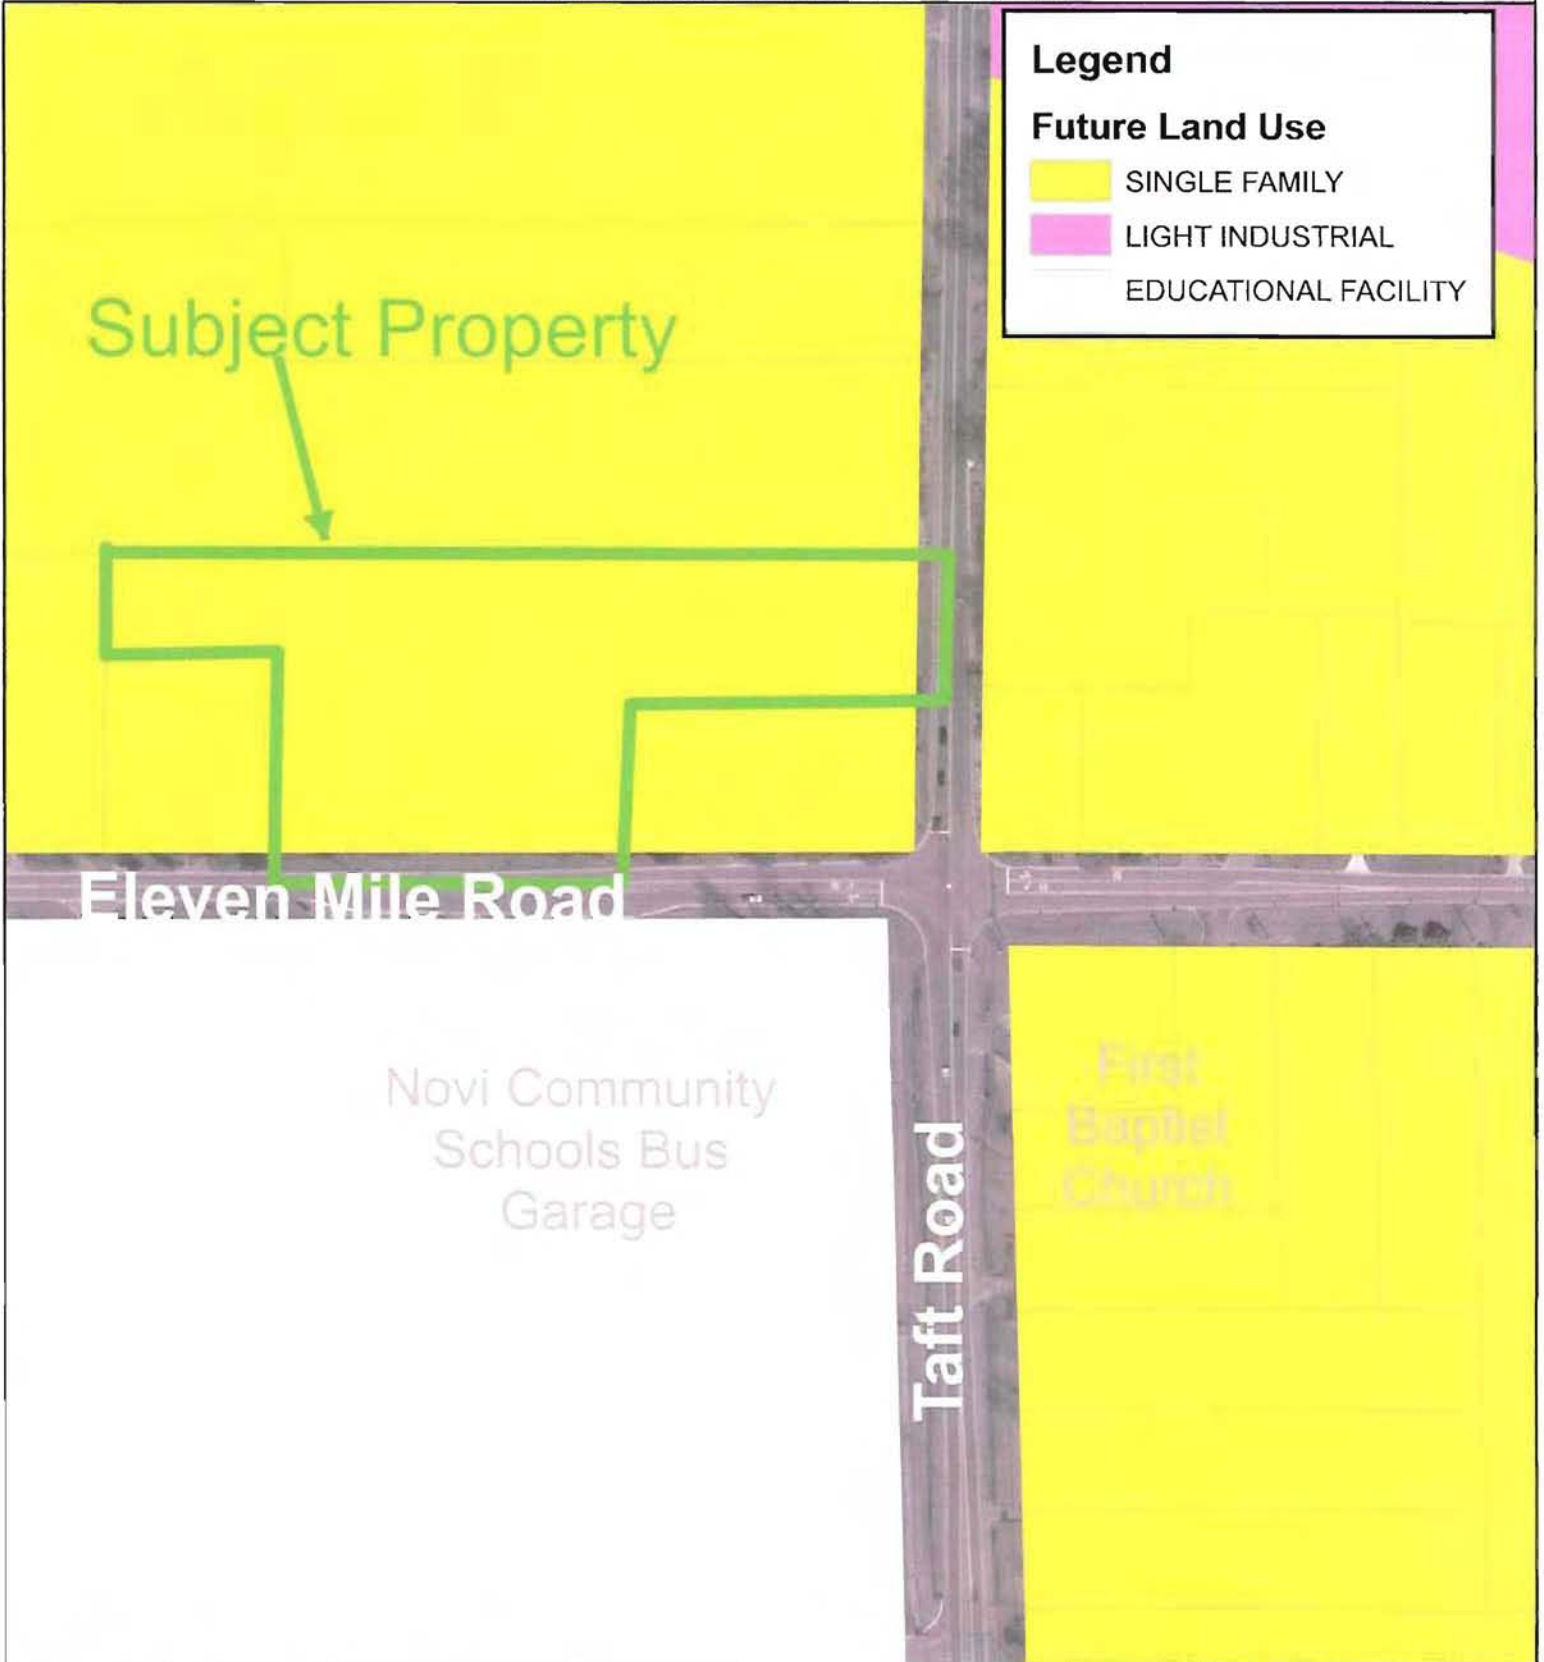 Legend
Future Land Use
SINGLE FAMILY
LIGHT INDUSTRIAL
EDUCATIONAL FACILITY
Subject Property
Eleven Mile Road
Novi Community
Schools Bus
Garage
First
Baptist
Church
Taft Road